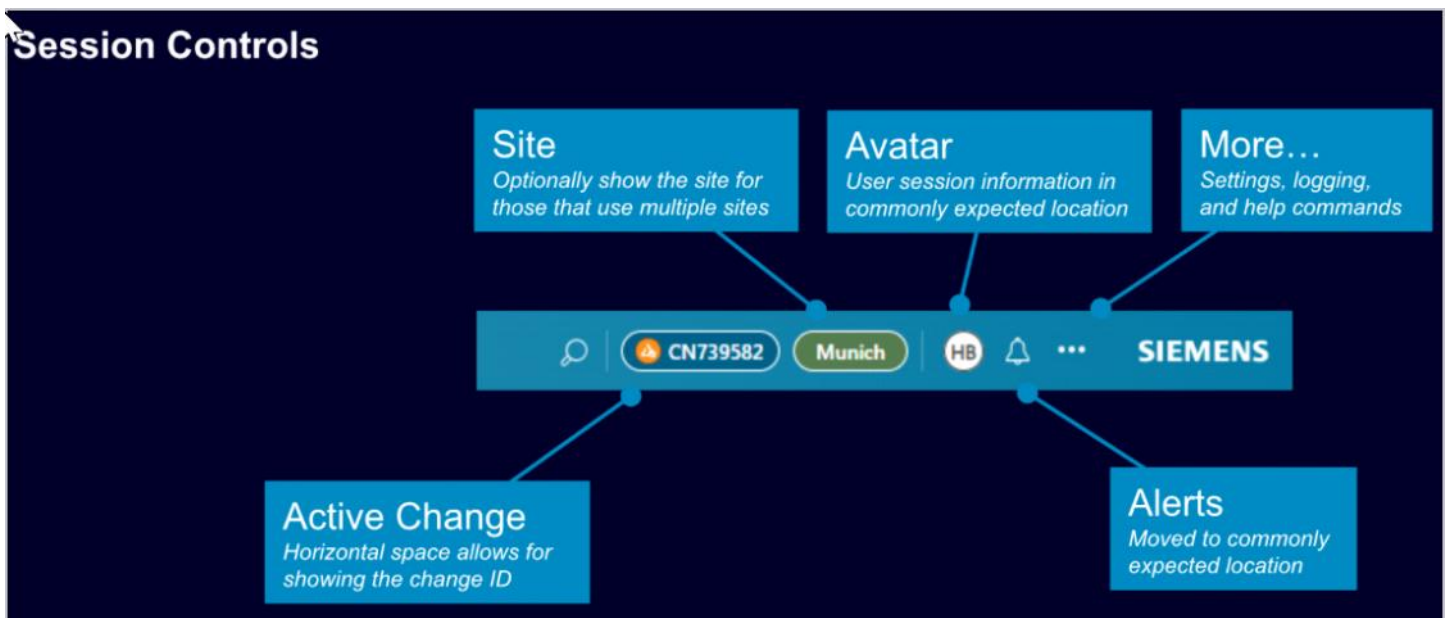 Session Controls
Site
Optionally show the site for
those that use multiple sites
Avatar
User session information in
commonly expected location
More…
Settings, logging,
and help commands
CN739582
Munich
HB
SIEMENS
Active Change
Horizontal space allows for
showing the change ID
Alerts
Moved to commonly
expected location